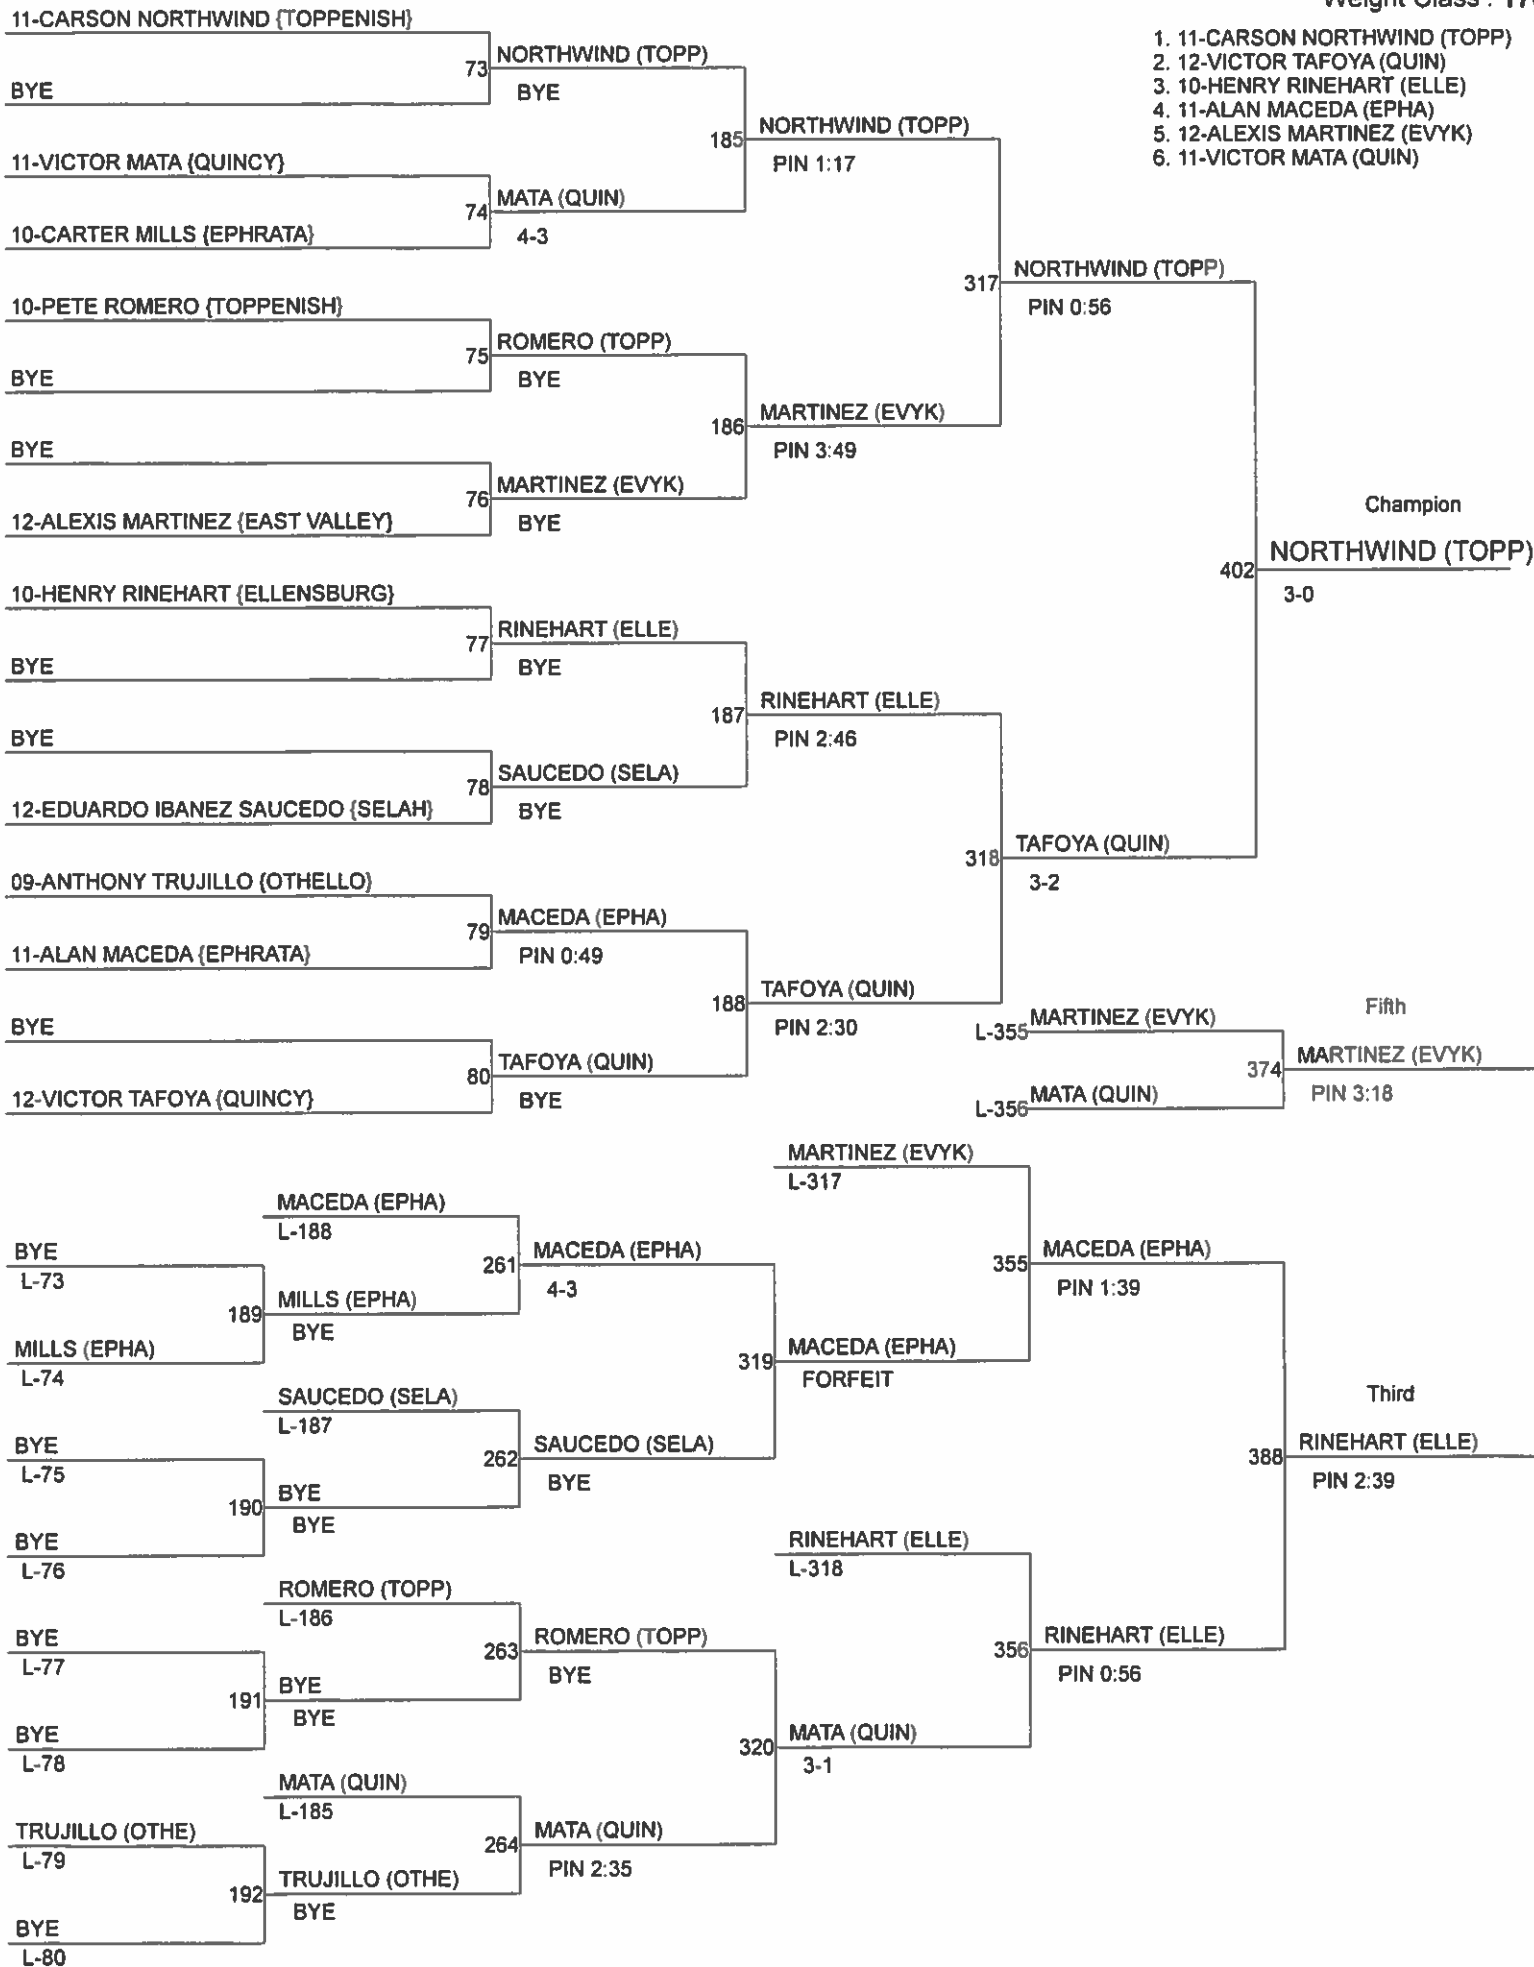 Weight Class :
1. 11-CARSON NORTHWIND (TOPP)
2. 12-VICTOR TAFOYA (QUIN)
3. 10-HENRY RINEHART (ELLE)
4. 11-ALAN MACEDA (EPHA)
5. 12-ALEXIS MARTINEZ (EVYK)
6. 11-VICTOR MATA (QUIN)
11-CARSON NORTHWIND {TOPPENISH}
73 NORTHWIND (TOPP)
BYE
BYE
185 NORTHWIND (TOPP)
PIN 1:17
11-VICTOR MATA {QUINCY}
74 MATA (QUIN)
10-CARTER MILLS {EPHRATA}
4-3
317 NORTHWIND (TOPP)
PIN 0:56
10-PETE ROMERO {TOPPENISH}
75 ROMERO (TOPP)
BYE
BYE
186 MARTINEZ (EVYK)
PIN 3:49
BYE
76 MARTINEZ (EVYK)
12-ALEXIS MARTINEZ {EAST VALLEY}
BYE
Champion
402 NORTHWIND (TOPP)
3-0
10-HENRY RINEHART {ELLENSBURG}
77 RINEHART (ELLE)
BYE
BYE
187 RINEHART (ELLE)
PIN 2:46
BYE
78 SAUCEDO (SELA)
12-EDUARDO IBANEZ SAUCEDO {SELAH}
BYE
318 TAFOYA (QUIN)
3-2
09-ANTHONY TRUJILLO {OTHELLO}
79 MACEDA (EPHA)
11-ALAN MACEDA {EPHRATA}
PIN 0:49
188 TAFOYA (QUIN)
PIN 2:30
BYE
80 TAFOYA (QUIN)
12-VICTOR TAFOYA {QUINCY}
BYE
Fifth
L-355 MARTINEZ (EVYK)
374 MARTINEZ (EVYK)
L-356 MATA (QUIN)
PIN 3:18
MARTINEZ (EVYK)
L-317
MACEDA (EPHA)
L-188
BYE
L-73
261 MACEDA (EPHA)
4-3
355 MACEDA (EPHA)
PIN 1:39
189 MILLS (EPHA)
BYE
MILLS (EPHA)
L-74
319 MACEDA (EPHA)
FORFEIT
SAUCEDO (SELA)
L-187
Third
BYE
L-75
262 SAUCEDO (SELA)
BYE
388 RINEHART (ELLE)
PIN 2:39
190 BYE
BYE
BYE
L-76
RINEHART (ELLE)
L-318
ROMERO (TOPP)
L-186
BYE
L-77
263 ROMERO (TOPP)
BYE
356 RINEHART (ELLE)
PIN 0:56
191 BYE
BYE
BYE
L-78
320 MATA (QUIN)
3-1
MATA (QUIN)
L-185
TRUJILLO (OTHE)
L-79
264 MATA (QUIN)
PIN 2:35
192 TRUJILLO (OTHE)
BYE
BYE
L-80